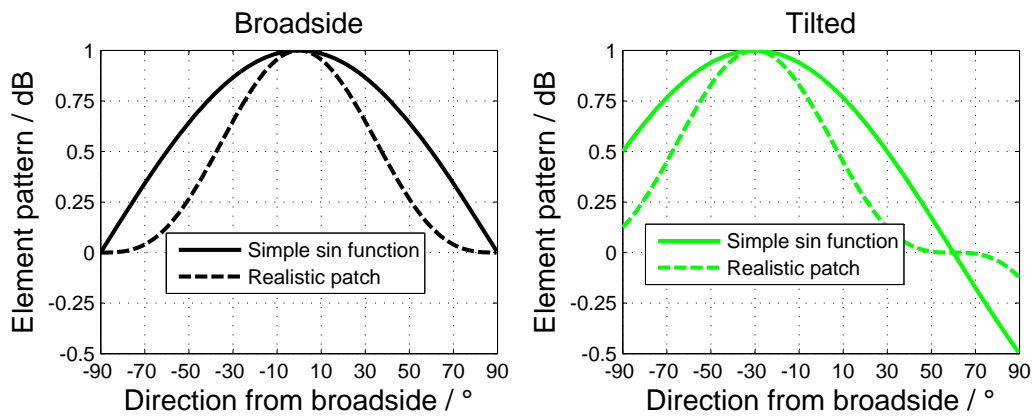 Broadside
Element pattern / dB
1
0.75
0.5
0.25
0
-0.25
-0.5
Simple sin function
Realistic patch
-90 -70 -50 -30 -10 10 30 50 70 90
Direction from broadside / °
Tilted
Element pattern / dB
1
0.75
0.5
0.25
0
-0.25
-0.5
Simple sin function
Realistic patch
-90 -70 -50 -30 -10 10 30 50 70 90
Direction from broadside / °